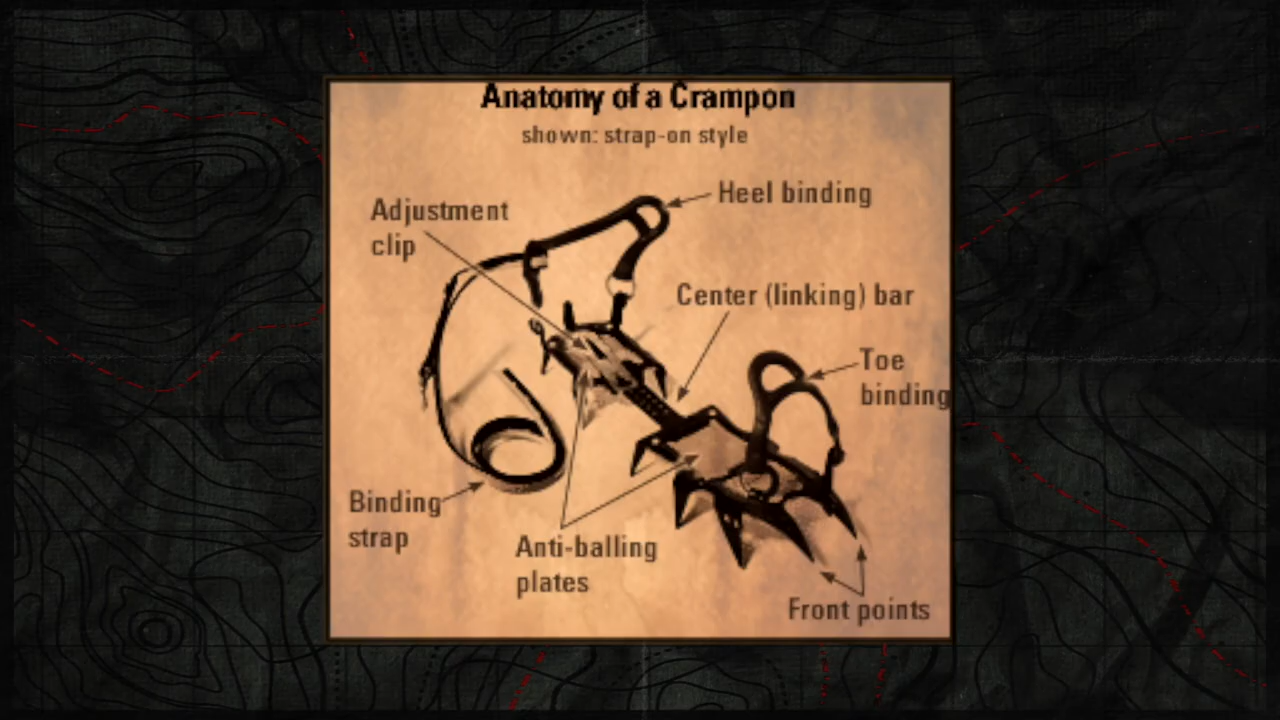 Anatomy of a Crampon
shown: strap-on style
Heel binding
Adjustment
clip
Center (linking) bar
Toe
binding
Binding
strap
Anti-balling
plates
Front points